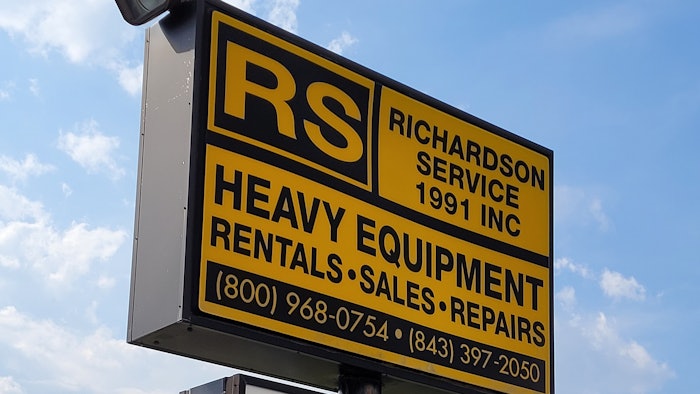 RS
RICHARDSON
SERVICE
1991 INC
HEAVY EQUIPMENT
RENTALS•SALES•REPAIRS
(800) 968-0754 • (843) 397-2050